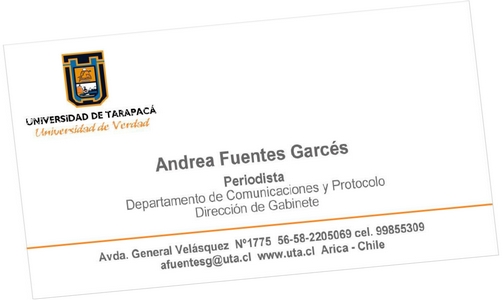 UNIVERSIDAD DE TARAPACÁ
Universidad de Verdad
Andrea Fuentes Garcés
Periodista
Departamento de Comunicaciones y Protocolo
Dirección de Gabinete
Avda. General Velásquez Nº1775 56-58-2205069 cel. 99855309
afuentesg@uta.cl www.uta.cl Arica - Chile